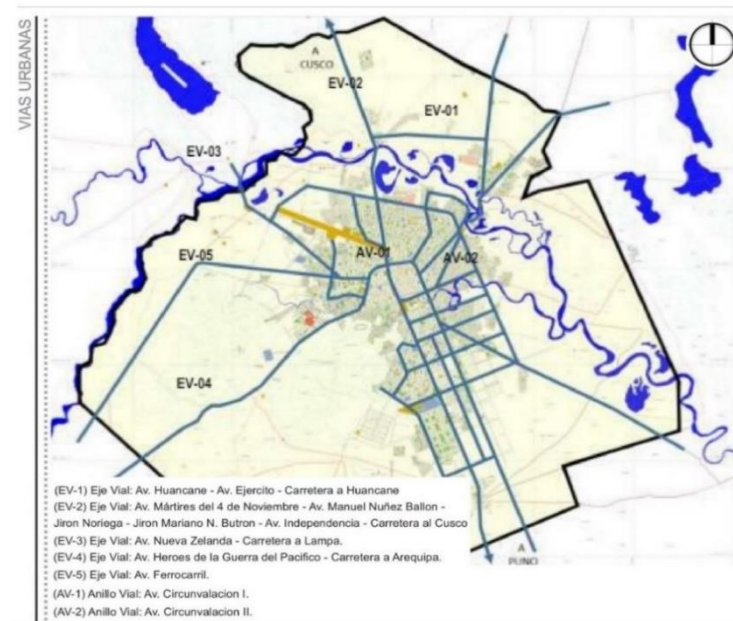 VIAS URBANAS
A
CUSCO
EV-02
EV-01
EV-03
AV-01
AV-02
EV-05
EV-04
A
PUNO
(EV-1) Eje Vial: Av. Huancane - Av. Ejercito - Carretera a Huancane
(EV-2) Eje Vial: Av. Mártires del 4 de Noviembre - Av. Manuel Nuñez Ballon -
Jiron Noriega - Jiron Mariano N. Butron - Av. Independencia - Carretera al Cusco
(EV-3) Eje Vial: Av. Nueva Zelanda - Carretera a Lampa.
(EV-4) Eje Vial: Av. Heroes de la Guerra del Pacifico - Carretera a Arequipa.
(EV-5) Eje Vial: Av. Ferrocarril.
(AV-1) Anillo Vial: Av. Circunvalacion I.
(AV-2) Anillo Vial: Av. Circunvalacion II.